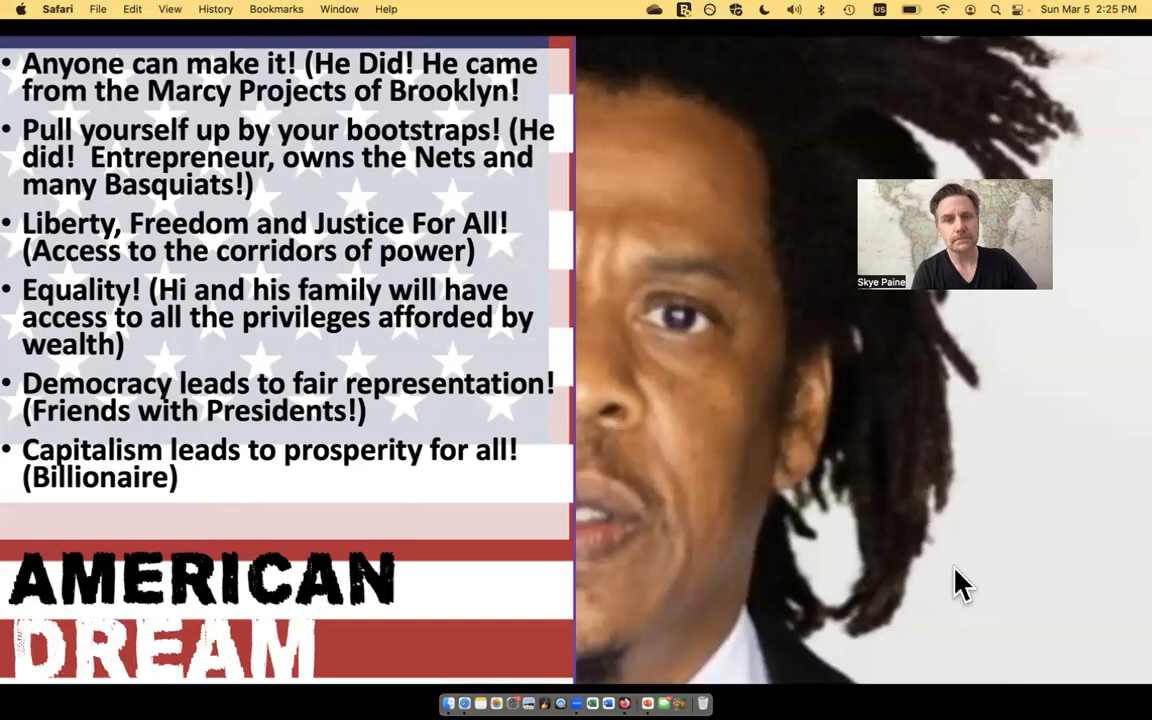 Safari File Edit View History Bookmarks Window Help US Sun Mar 5 2:25 PM
• Anyone can make it! (He Did! He came
from the Marcy Projects of Brooklyn!
• Pull yourself up by your bootstraps! (He
did! Entrepreneur, owns the Nets and
many Basquiats!)
• Liberty, Freedom and Justice For All!
(Access to the corridors of power)
• Equality! (Hi and his family will have
access to all the privileges afforded by
wealth)
• Democracy leads to fair representation!
(Friends with Presidents!)
• Capitalism leads to prosperity for all!
(Billionaire)
AMERICAN
DREAM
Skye Paine